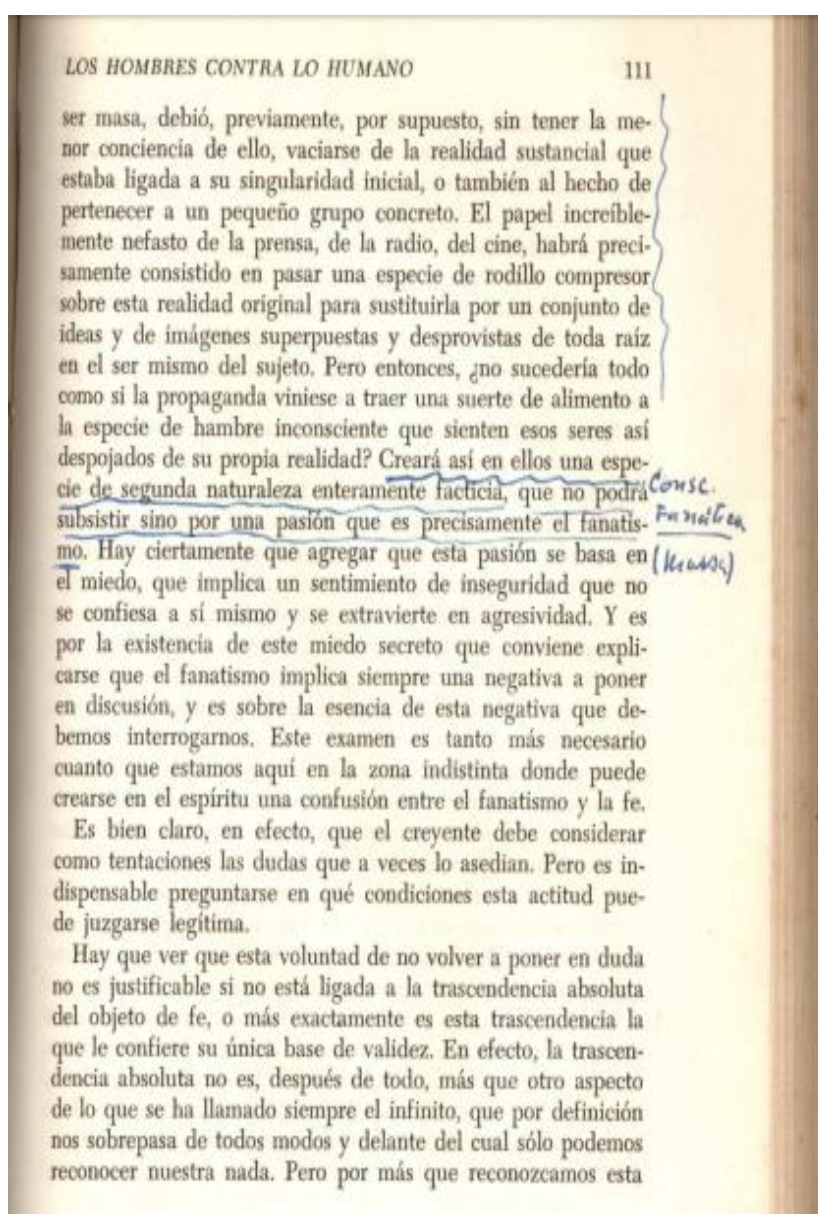 LOS HOMBRES CONTRA LO HUMANO 111
ser masa, debió, previamente, por supuesto, sin tener la me-
nor conciencia de ello, vaciarse de la realidad sustancial que
estaba ligada a su singularidad inicial, o también al hecho de
pertenecer a un pequeño grupo concreto. El papel increíble-
mente nefasto de la prensa, de la radio, del cine, habrá preci-
samente consistido en pasar una especie de rodillo compresor
sobre esta realidad original para sustituirla por un conjunto de
ideas y de imágenes superpuestas y desprovistas de toda raíz
en el ser mismo del sujeto. Pero entonces, ¿no sucedería todo
como si la propaganda viniese a traer una suerte de alimento a
la especie de hambre inconsciente que sienten esos seres así
despojados de su propia realidad? Creará así en ellos una espe-
cie de segunda naturaleza enteramente facticia, que no podrá
subsistir sino por una pasión que es precisamente el fanatis-
mo. Hay ciertamente que agregar que esta pasión se basa en
el miedo, que implica un sentimiento de inseguridad que no
se confiesa a sí mismo y se extravierte en agresividad. Y es
por la existencia de este miedo secreto que conviene expli-
carse que el fanatismo implica siempre una negativa a poner
en discusión, y es sobre la esencia de esta negativa que de-
bemos interrogarnos. Este examen es tanto más necesario
cuanto que estamos aquí en la zona indistinta donde puede
crearse en el espíritu una confusión entre el fanatismo y la fe.
Es bien claro, en efecto, que el creyente debe considerar
como tentaciones las dudas que a veces lo asedian. Pero es in-
dispensable preguntarse en qué condiciones esta actitud pue-
de juzgarse legítima.
Hay que ver que esta voluntad de no volver a poner en duda
no es justificable si no está ligada a la trascendencia absoluta
del objeto de fe, o más exactamente es esta trascendencia la
que le confiere su única base de validez. En efecto, la trascen-
dencia absoluta no es, después de todo, más que otro aspecto
de lo que se ha llamado siempre el infinito, que por definición
nos sobrepasa de todos modos y delante del cual sólo podemos
reconocer nuestra nada. Pero por más que reconozcamos esta
Consc.
Fanática